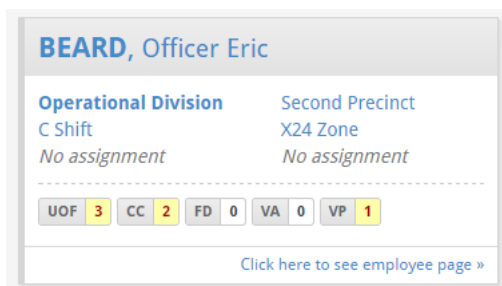 BEARD, Officer Eric
Operational Division Second Precinct
C Shift X24 Zone
No assignment No assignment
UOF 3 CC 2 FD 0 VA 0 VP 1
Click here to see employee page »